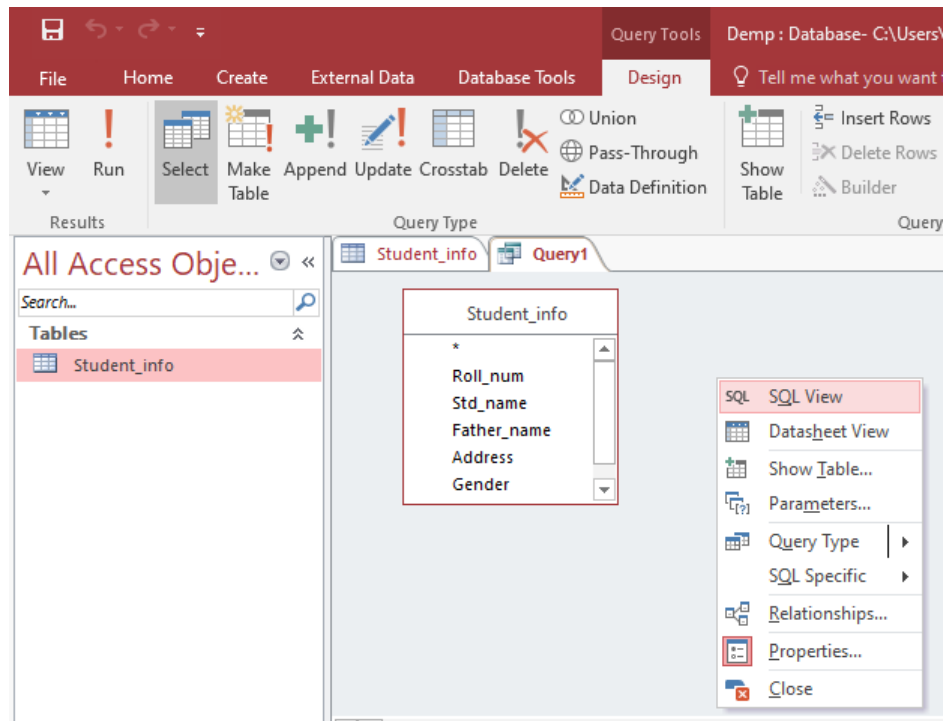 Query Tools
Demp : Database- C:\Users\
File
Home
Create
External Data
Database Tools
Design
Tell me what you want
View
Run
Select
Make
Table
Append
Update
Crosstab
Delete
Union
Pass-Through
Data Definition
Show
Table
Insert Rows
Delete Rows
Builder
Results
Query Type
Query
All Access Obje...
Search...
Tables
Student_info
Student_info
Query1
Student_info
*
Roll_num
Std_name
Father_name
Address
Gender
SQL SQL View
Datasheet View
Show Table...
Parameters...
Query Type
SQL Specific
Relationships...
Properties...
Close